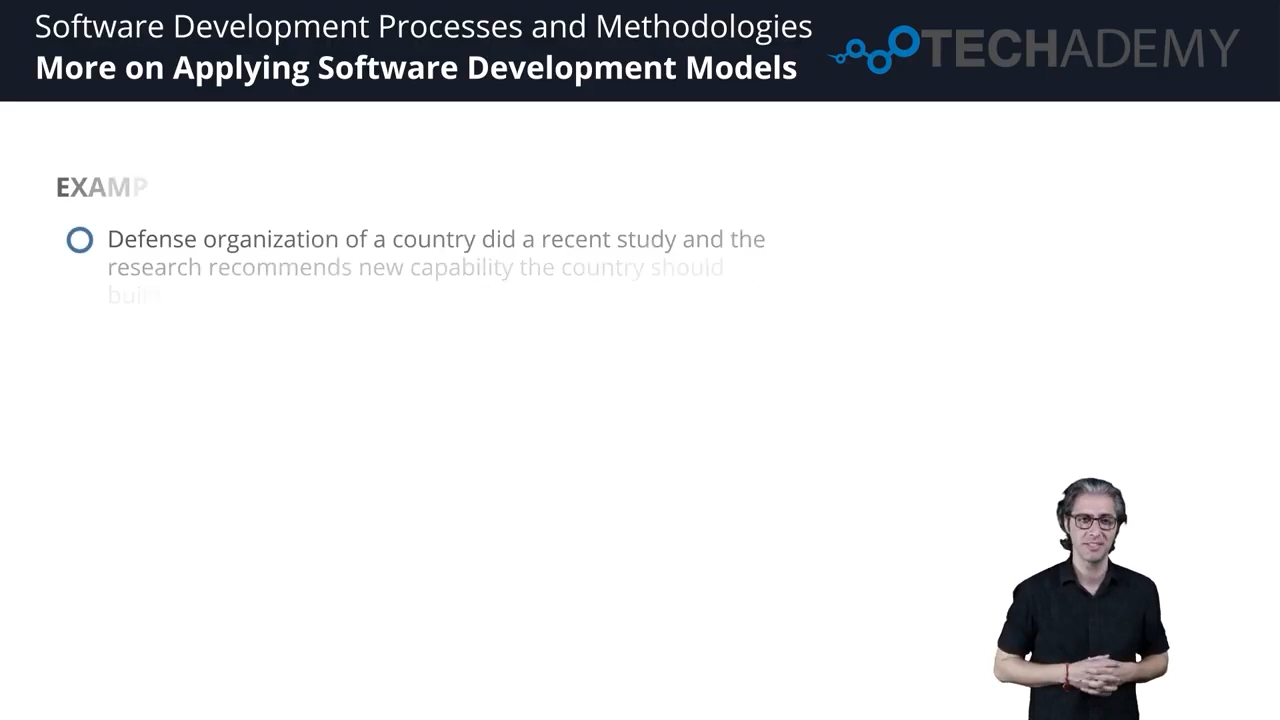 Software Development Processes and Methodologies
More on Applying Software Development Models
TECHADEMY
EXAMP
Defense organization of a country did a recent study and the
research recommends new capability the country should